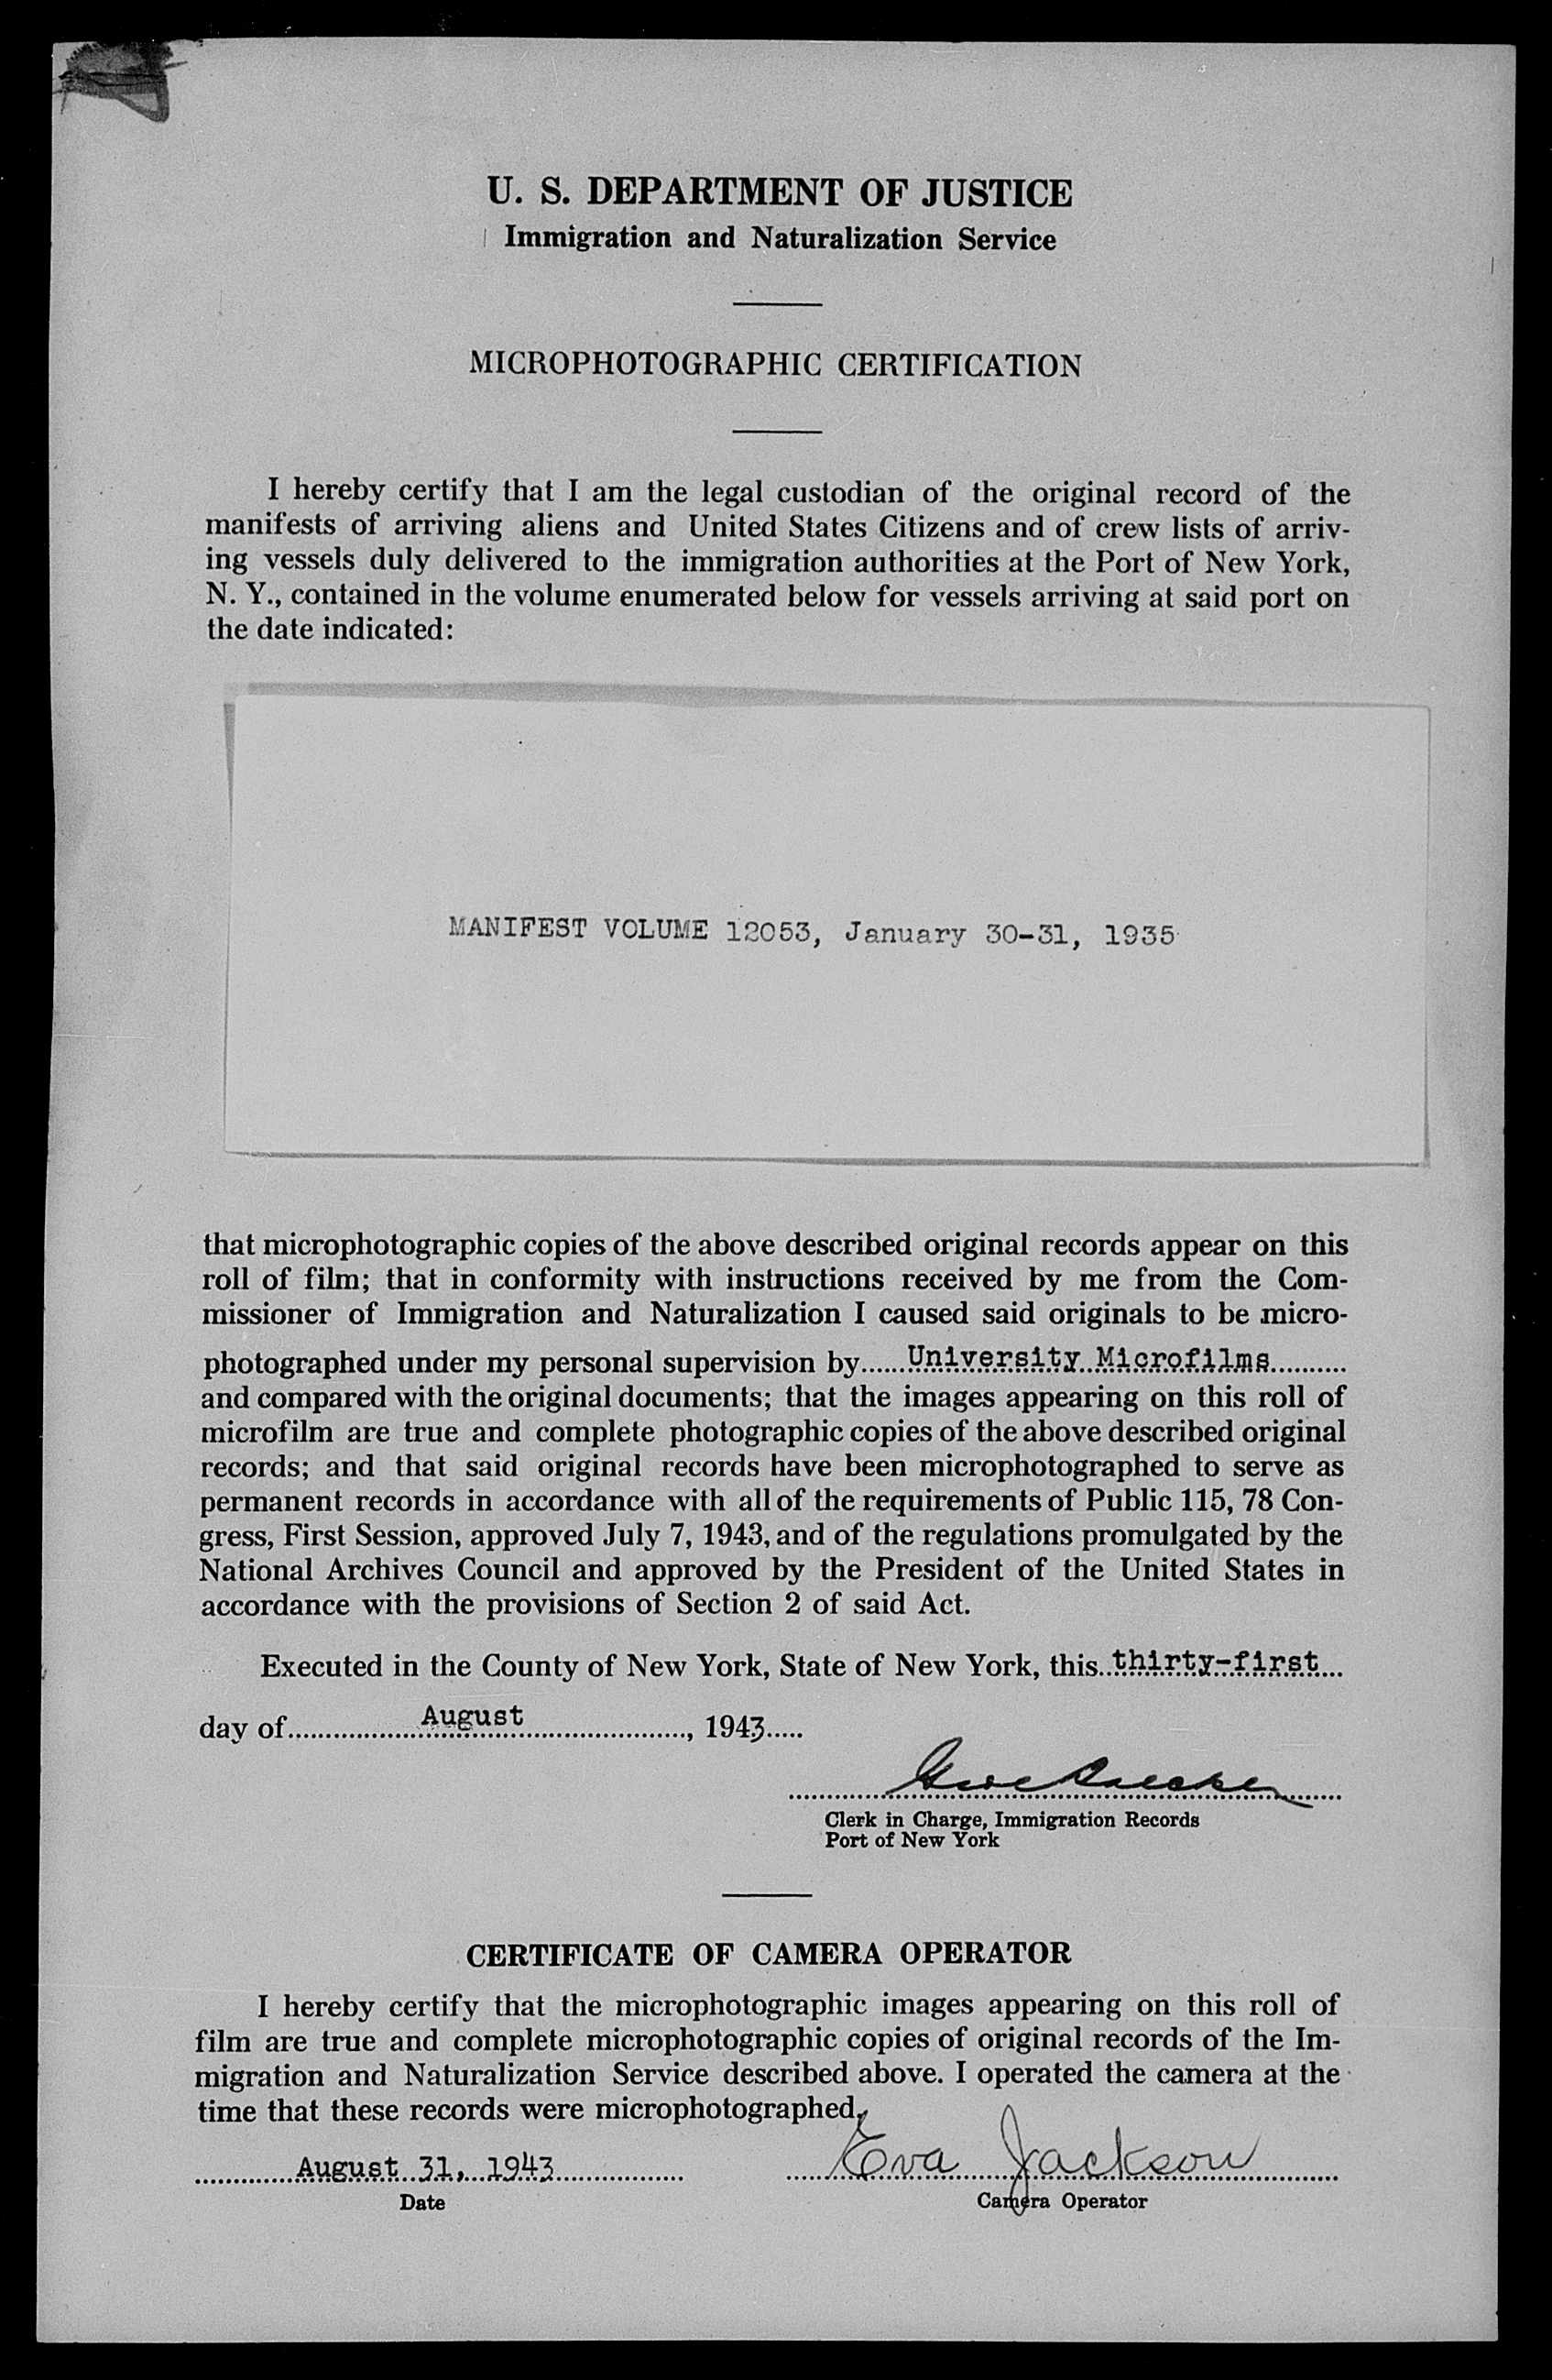 U. S. DEPARTMENT OF JUSTICE
Immigration and Naturalization Service
MICROPHOTOGRAPHIC CERTIFICATION
I hereby certify that I am the legal custodian of the original record of the
manifests of arriving aliens and United States Citizens and of crew lists of arriv-
ing vessels duly delivered to the immigration authorities at the Port of New York,
N. Y., contained in the volume enumerated below for vessels arriving at said port on
the date indicated:
MANIFEST VOLUME 12053, January 30-31, 1935
that microphotographic copies of the above described original records appear on this
roll of film; that in conformity with instructions received by me from the Com-
missioner of Immigration and Naturalization I caused said originals to be micro-
photographed under my personal supervision by......University Microfilms..........
and compared with the original documents; that the images appearing on this roll of
microfilm are true and complete photographic copies of the above described original
records; and that said original records have been microphotographed to serve as
permanent records in accordance with all of the requirements of Public 115, 78 Con-
gress, First Session, approved July 7, 1943, and of the regulations promulgated by the
National Archives Council and approved by the President of the United States in
accordance with the provisions of Section 2 of said Act.
Executed in the County of New York, State of New York, this..thirty-first...
day of..................August......................, 1943.....
Clerk in Charge, Immigration Records
Port of New York
CERTIFICATE OF CAMERA OPERATOR
I hereby certify that the microphotographic images appearing on this roll of
film are true and complete microphotographic copies of original records of the Im-
migration and Naturalization Service described above. I operated the camera at the
time that these records were microphotographed.
August 31, 1943 Eva Jackson
Date Camera Operator